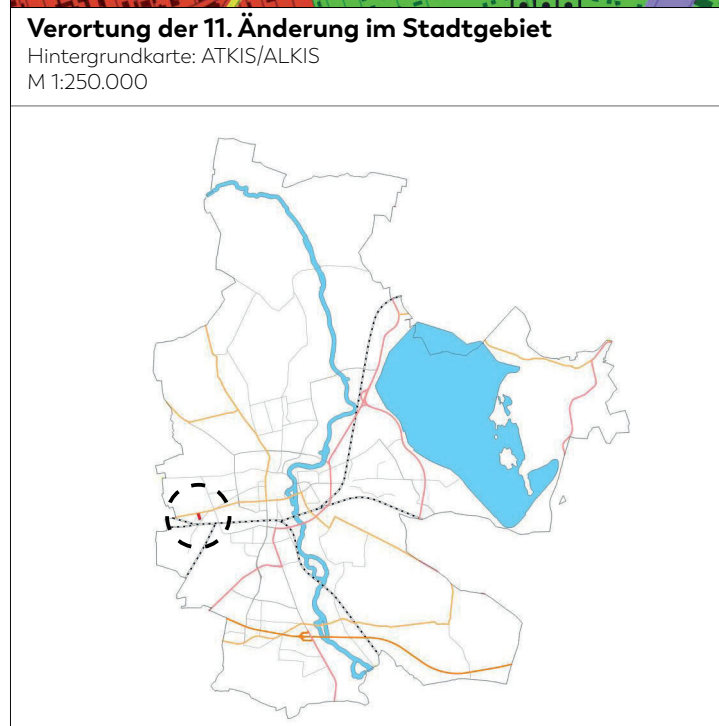 Verortung der 11. Änderung im Stadtgebiet
Hintergrundkarte: ATKIS/ALKIS
M 1:250.000